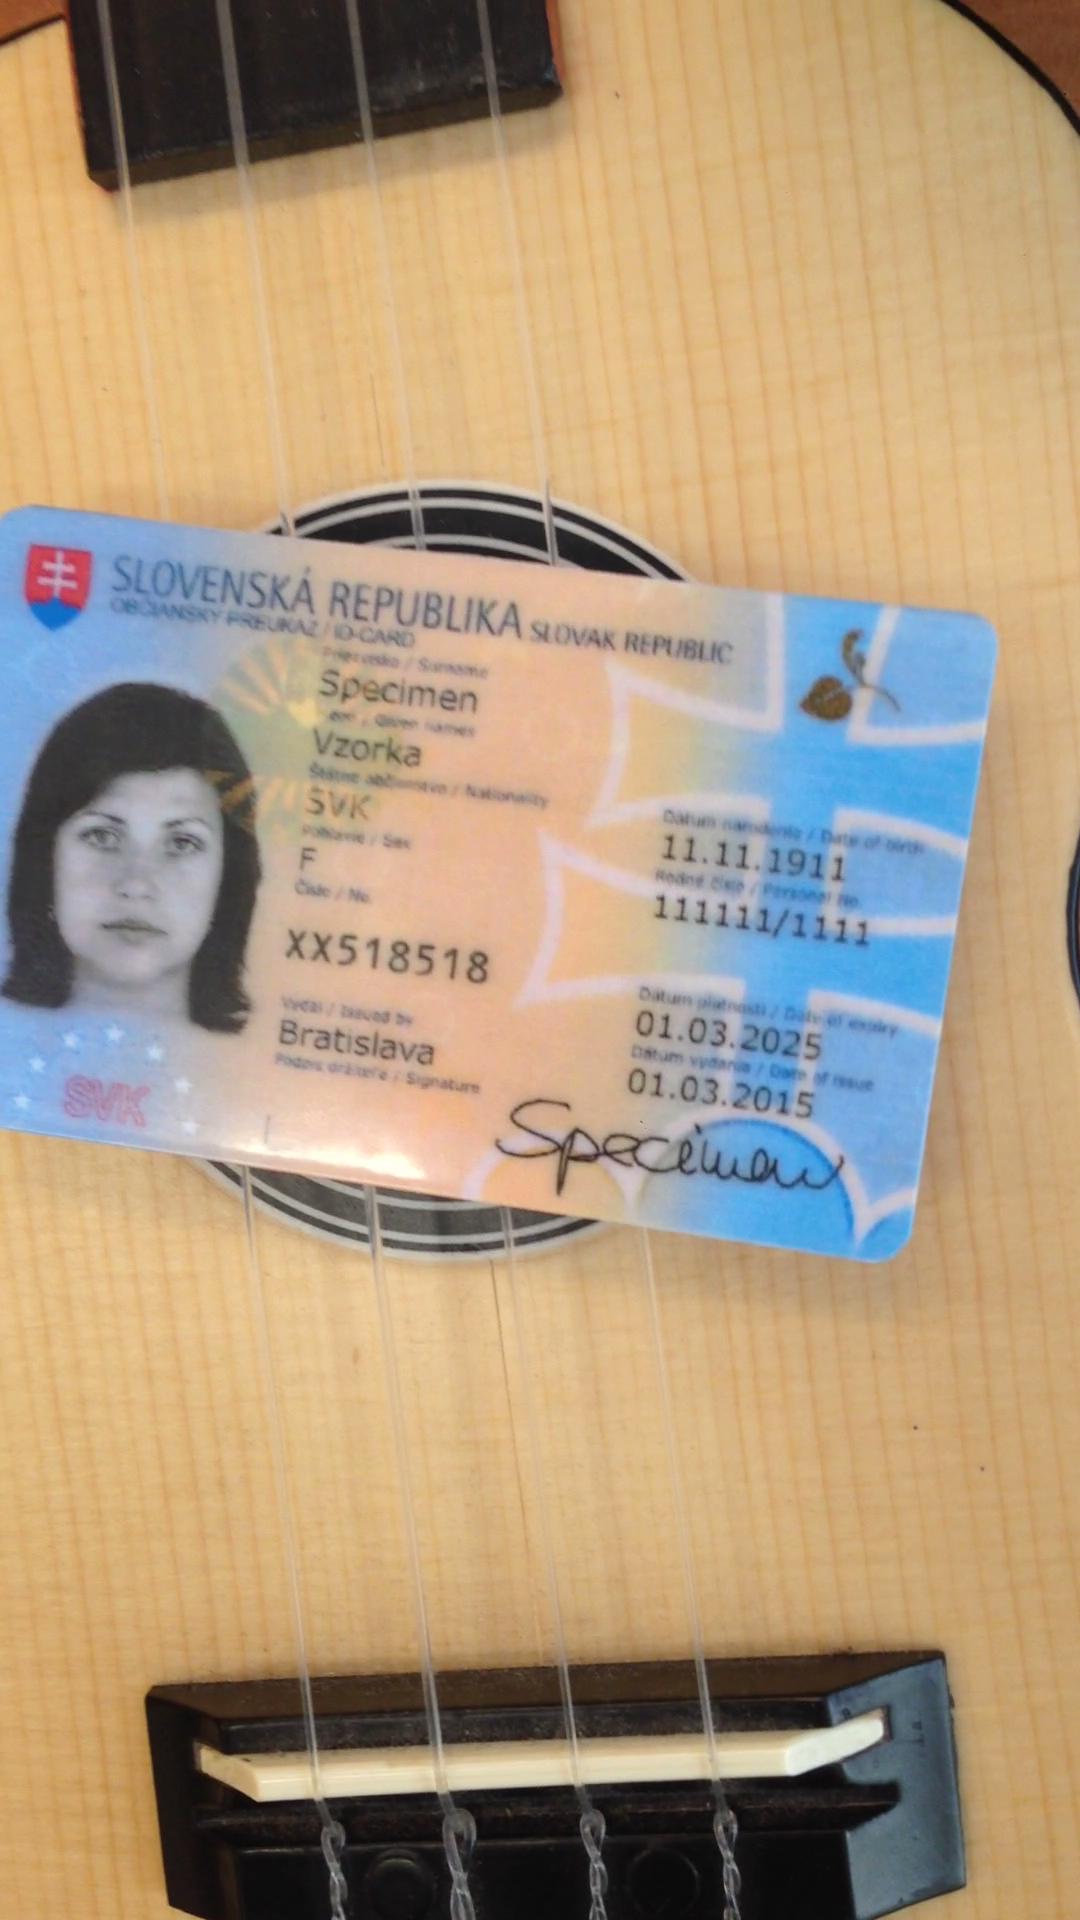 SLOVENSKÁ REPUBLIKA SLOVAK REPUBLIC
OBČIANSKY PREUKAZ / ID-CARD
Priezvisko / Surname
Specimen
Meno / Given names
Vzorka
Štátne občianstvo / Nationality
SVK
Pohlavie / Sex
F
Číslo / No.
XX518518
Vydal / Issued by
Bratislava
Podpis držiteľa / Signature
Dátum narodenia / Date of birth
11.11.1911
Rodné číslo / Personal No.
111111/1111
Dátum platnosti / Date of expiry
01.03.2025
Dátum vydania / Date of issue
01.03.2015
Specimen
SVK